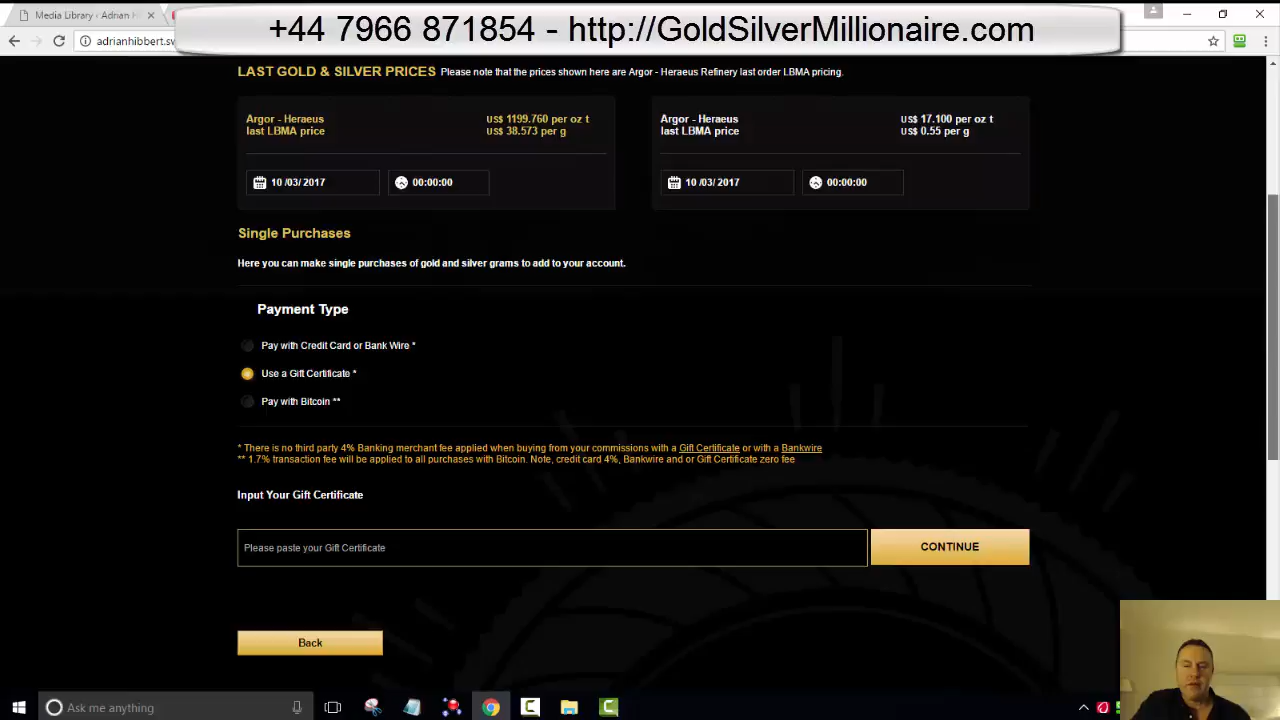 Media Library ‹ Adrian H
+44 7966 871854 - http://GoldSilverMillionaire.com
adrianhibbert.sw
LAST GOLD & SILVER PRICES Please note that the prices shown here are Argor - Heraeus Refinery last order LBMA pricing.
Argor - Heraeus
last LBMA price
US$ 1199.760 per oz t
US$ 38.573 per g
10 /03/ 2017
00:00:00
Argor - Heraeus
last LBMA price
US$ 17.100 per oz t
US$ 0.55 per g
10 /03/ 2017
00:00:00
Single Purchases
Here you can make single purchases of gold and silver grams to add to your account.
Payment Type
Pay with Credit Card or Bank Wire *
Use a Gift Certificate *
Pay with Bitcoin **
* There is no third party 4% Banking merchant fee applied when buying from your commissions with a Gift Certificate or with a Bankwire
** 1.7% transaction fee will be applied to all purchases with Bitcoin. Note, credit card 4%, Bankwire and or Gift Certificate zero fee
Input Your Gift Certificate
Please paste your Gift Certificate
CONTINUE
Back
Ask me anything